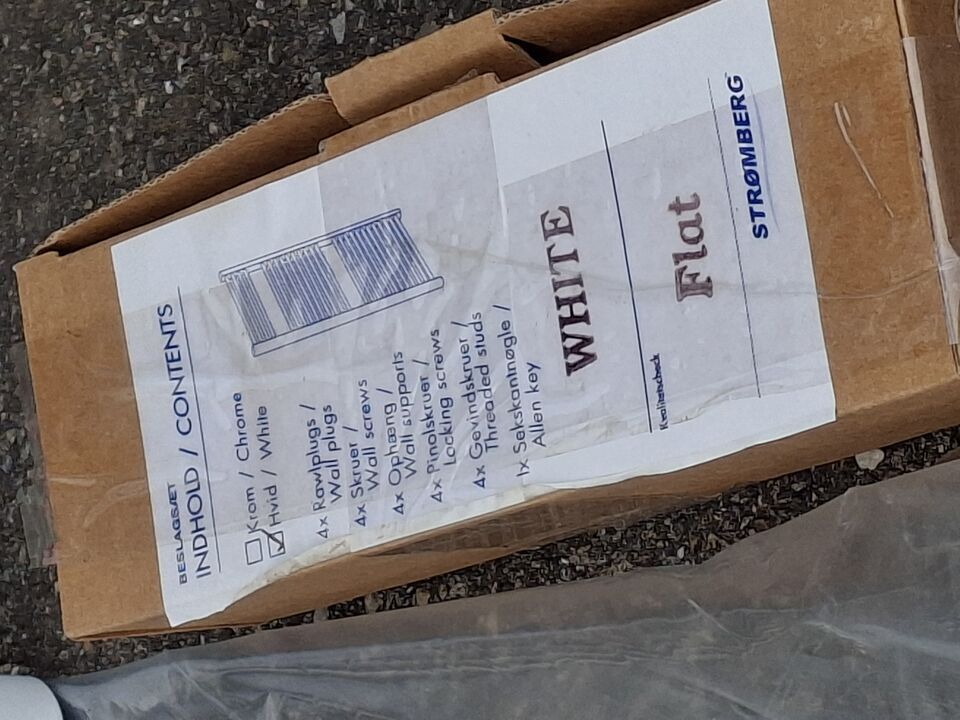 BESLAGSÆT
INDHOLD / CONTENTS
Krom / Chrome
Hvid / White
4x Rawlplugs /
Wall plugs
4x Skruer /
Wall screws
4x Ophæng /
Wall supports
4x Pinolskruer /
Locking screws
4x Gevindskruer /
Threaded studs
1x Sekskantnøgle /
Allen key
WHITE
Kvalitetscheck
Flat
STRØMBERG